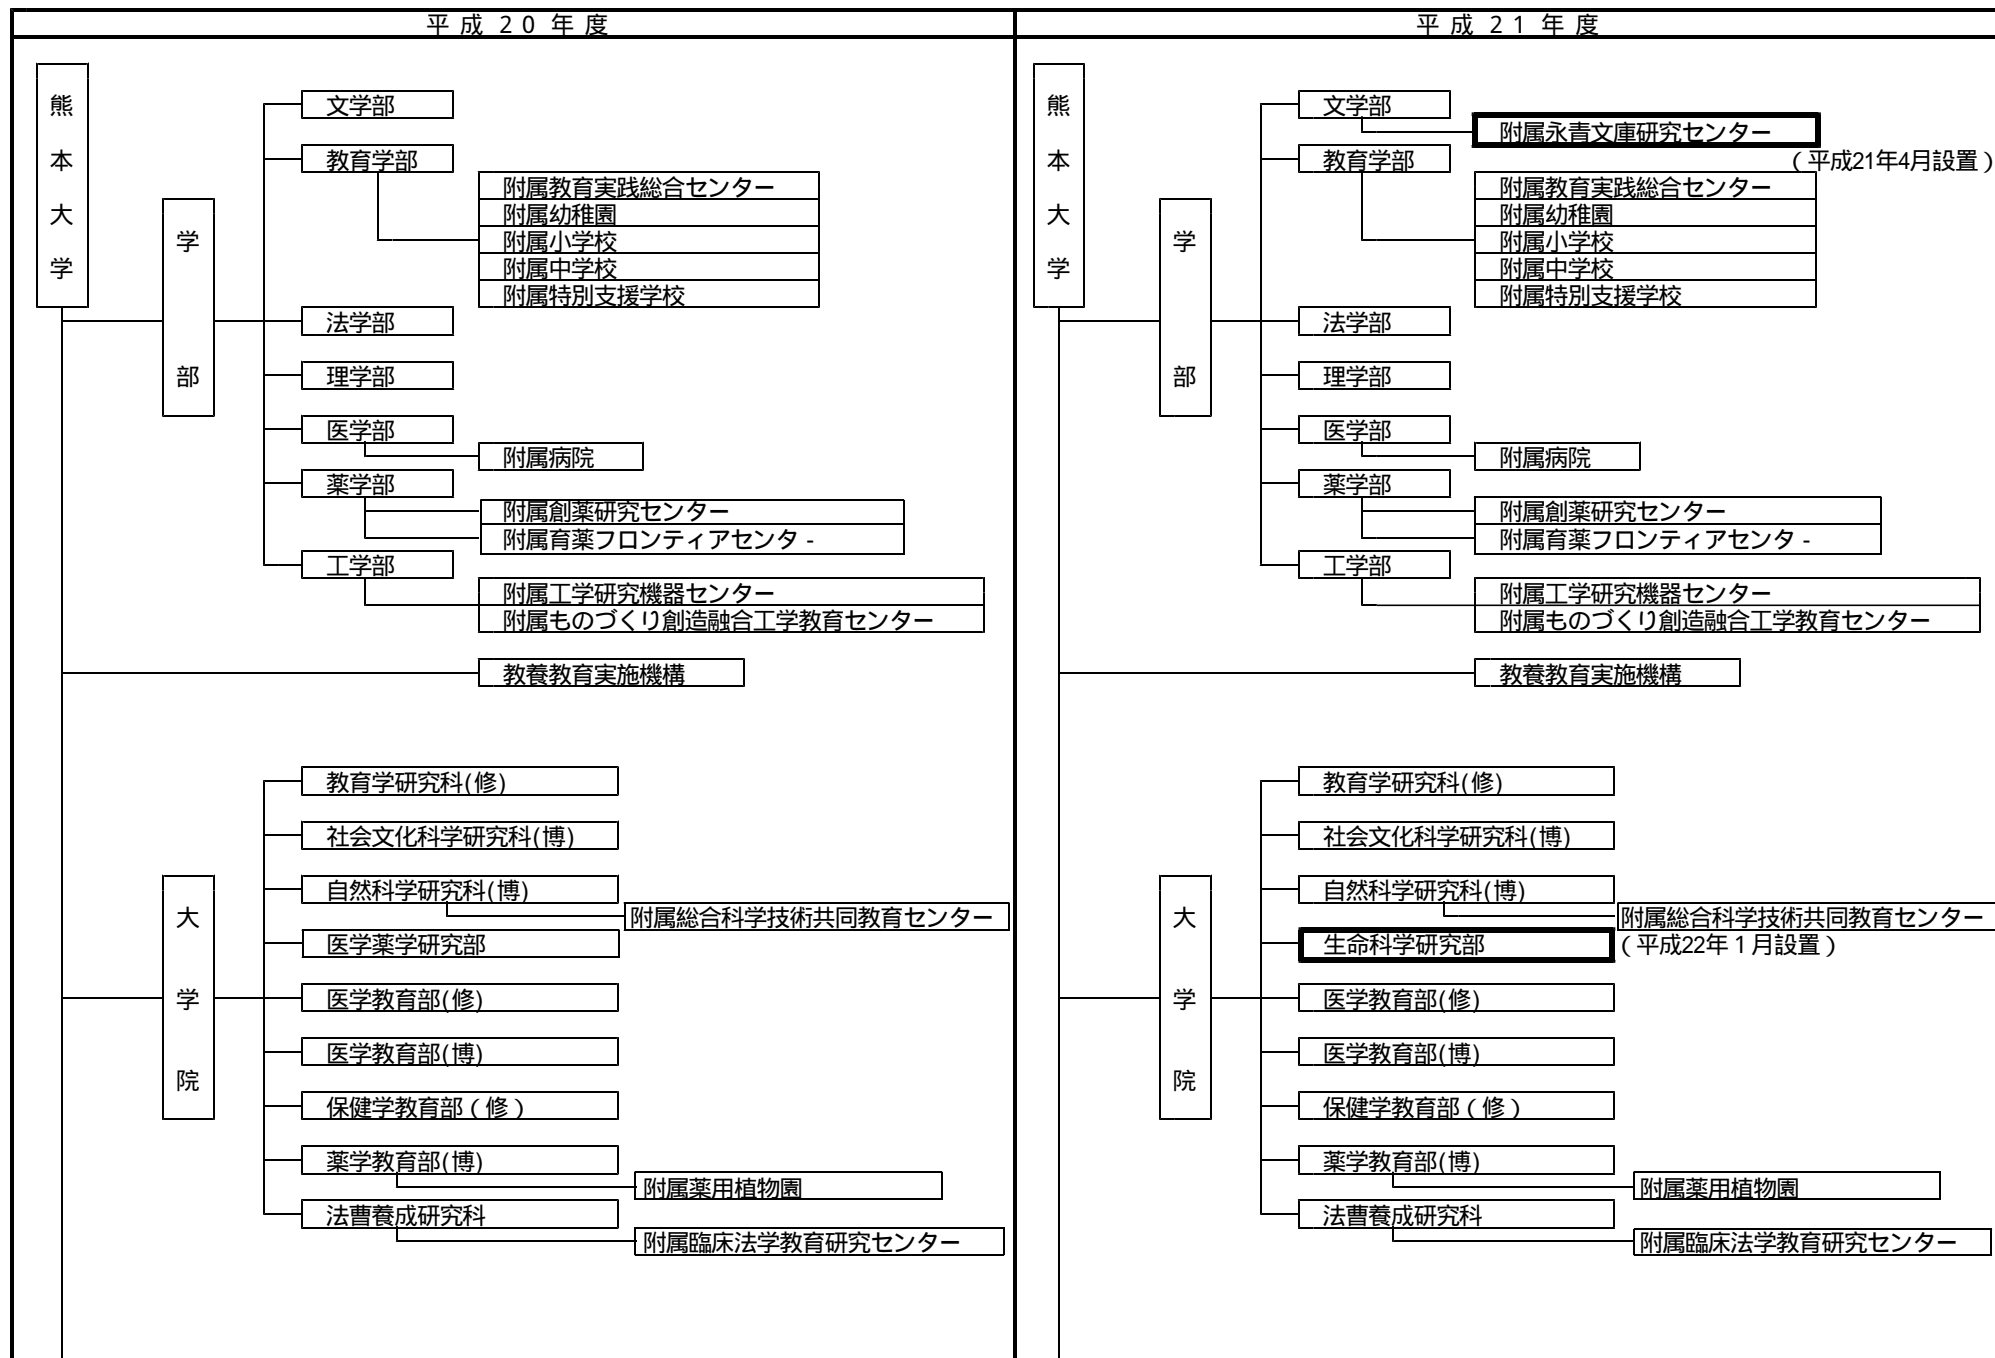 平成20年度
熊本大学
学部
文学部
教育学部
附属教育実践総合センター
附属幼稚園
附属小学校
附属中学校
附属特別支援学校
法学部
理学部
医学部
附属病院
薬学部
附属創薬研究センター
附属育薬フロンティアセンタ-
工学部
附属工学研究機器センター
附属ものづくり創造融合工学教育センター
教養教育実施機構
大学院
教育学研究科(修)
社会文化科学研究科(博)
自然科学研究科(博)
附属総合科学技術共同教育センター
医学薬学研究部
医学教育部(修)
医学教育部(博)
保健学教育部（修）
薬学教育部(博)
附属薬用植物園
法曹養成研究科
附属臨床法学教育研究センター
平成21年度
熊本大学
学部
文学部
附属永青文庫研究センター
（平成21年4月設置）
教育学部
附属教育実践総合センター
附属幼稚園
附属小学校
附属中学校
附属特別支援学校
法学部
理学部
医学部
附属病院
薬学部
附属創薬研究センター
附属育薬フロンティアセンタ-
工学部
附属工学研究機器センター
附属ものづくり創造融合工学教育センター
教養教育実施機構
大学院
教育学研究科(修)
社会文化科学研究科(博)
自然科学研究科(博)
附属総合科学技術共同教育センター
生命科学研究部
（平成22年１月設置）
医学教育部(修)
医学教育部(博)
保健学教育部（修）
薬学教育部(博)
附属薬用植物園
法曹養成研究科
附属臨床法学教育研究センター